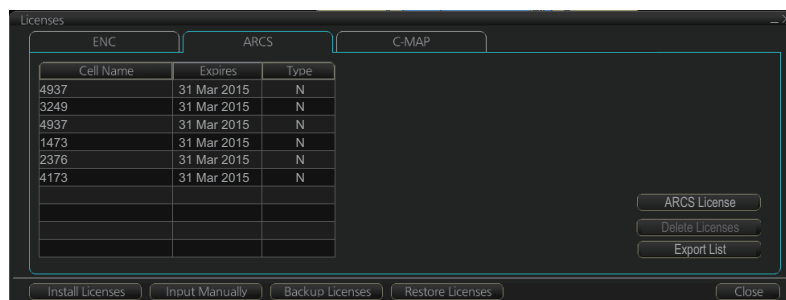 Licenses
ENC ARCS C-MAP
Cell Name Expires Type
4937 31 Mar 2015 N
3249 31 Mar 2015 N
4937 31 Mar 2015 N
1473 31 Mar 2015 N
2376 31 Mar 2015 N
4173 31 Mar 2015 N
ARCS License
Delete Licenses
Export List
Install Licenses Input Manually Backup Licenses Restore Licenses Close